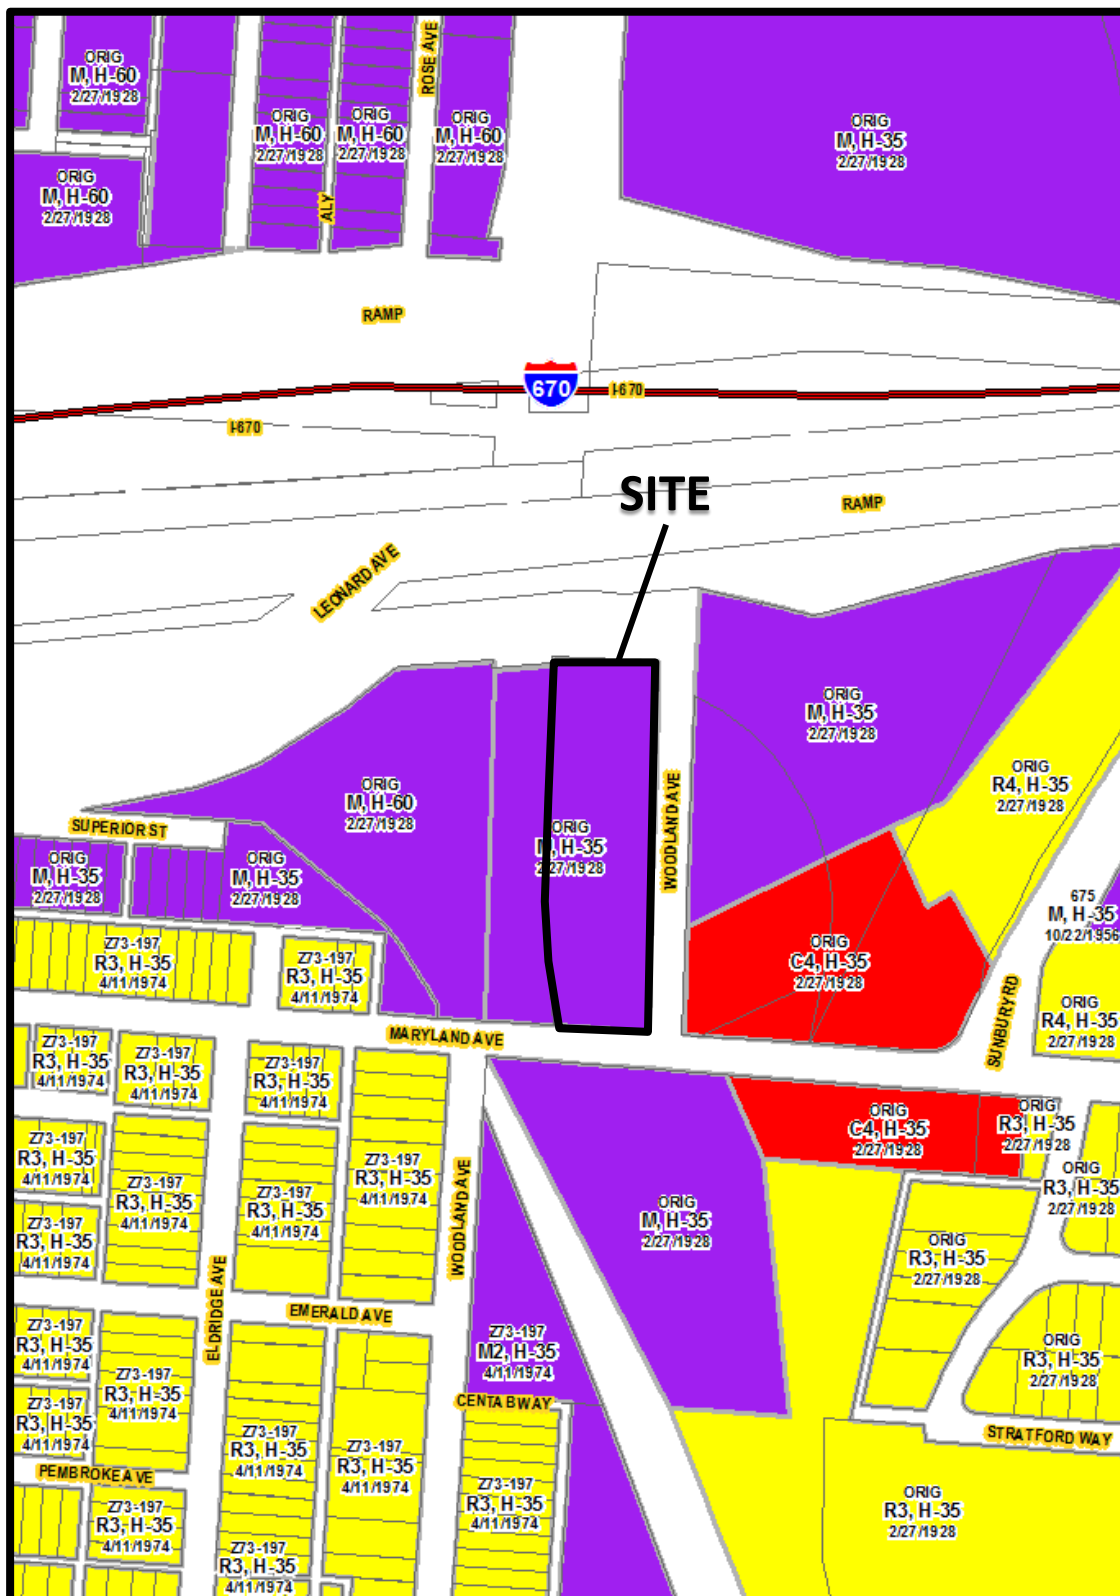 ORIG
M, H-60
2/27/1928
ROSE AVE
ORIG
M, H-60
2/27/1928
ORIG
M, H-60
2/27/1928
ORIG
M, H-60
2/27/1928
ORIG
M, H-35
2/27/1928
ORIG
M, H-60
2/27/1928
ALY
RAMP
670
I-670
I-670
SITE
RAMP
LEONARD AVE
ORIG
M, H-35
2/27/1928
ORIG
R4, H-35
2/27/1928
ORIG
M, H-60
2/27/1928
WOODLAND AVE
SUPERIOR ST
ORIG
M, H-35
2/27/1928
ORIG
M, H-35
2/27/1928
ORIG
M, H-35
2/27/1928
675
M, H-35
10/22/1956
Z73-197
R3, H-35
4/11/1974
Z73-197
R3, H-35
4/11/1974
ORIG
C4, H-35
2/27/1928
SUNBURY RD
ORIG
R4, H-35
2/27/1928
MARYLAND AVE
Z73-197
R3, H-35
4/11/1974
Z73-197
R3, H-35
4/11/1974
Z73-197
R3, H-35
4/11/1974
ORIG
C4, H-35
2/27/1928
ORIG
R3, H-35
2/27/1928
Z73-197
R3, H-35
4/11/1974
Z73-197
R3, H-35
4/11/1974
Z73-197
R3, H-35
4/11/1974
Z73-197
R3, H-35
4/11/1974
WOODLAND AVE
ORIG
R3, H-35
2/27/1928
ORIG
M, H-35
2/27/1928
Z73-197
R3, H-35
4/11/1974
ORIG
R3, H-35
2/27/1928
ELDRIDGE AVE
EMERALD AVE
Z73-197
R3, H-35
4/11/1974
Z73-197
M2, H-35
4/11/1974
ORIG
R3, H-35
2/27/1928
Z73-197
R3, H-35
4/11/1974
CENTAB WAY
Z73-197
R3, H-35
4/11/1974
Z73-197
R3, H-35
4/11/1974
Z73-197
R3, H-35
4/11/1974
STRATFORD WAY
PEMBROKE AVE
Z73-197
R3, H-35
4/11/1974
Z73-197
R3, H-35
4/11/1974
ORIG
R3, H-35
2/27/1928
Z73-197
R3, H-35
4/11/1974